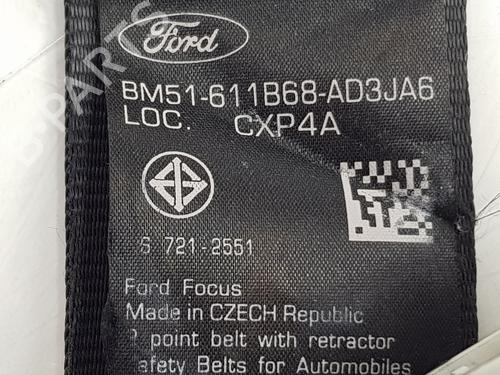 Ford
BM51-611B68-AD3JA6
LOC. CXP4A
721-2551
Ford Focus
Made in CZECH Republic
point belt with retractor
Belts for Automobiles